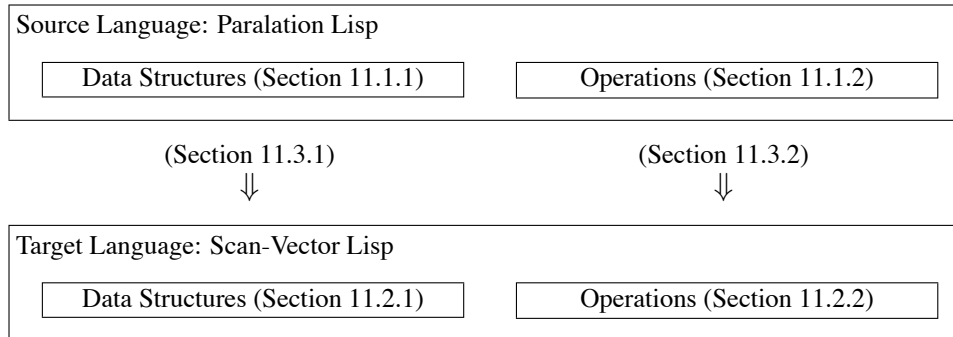 Source Language: Paralation Lisp
Data Structures (Section 11.1.1) Operations (Section 11.1.2)
(Section 11.3.1) (Section 11.3.2)
⇓ ⇓
Target Language: Scan-Vector Lisp
Data Structures (Section 11.2.1) Operations (Section 11.2.2)